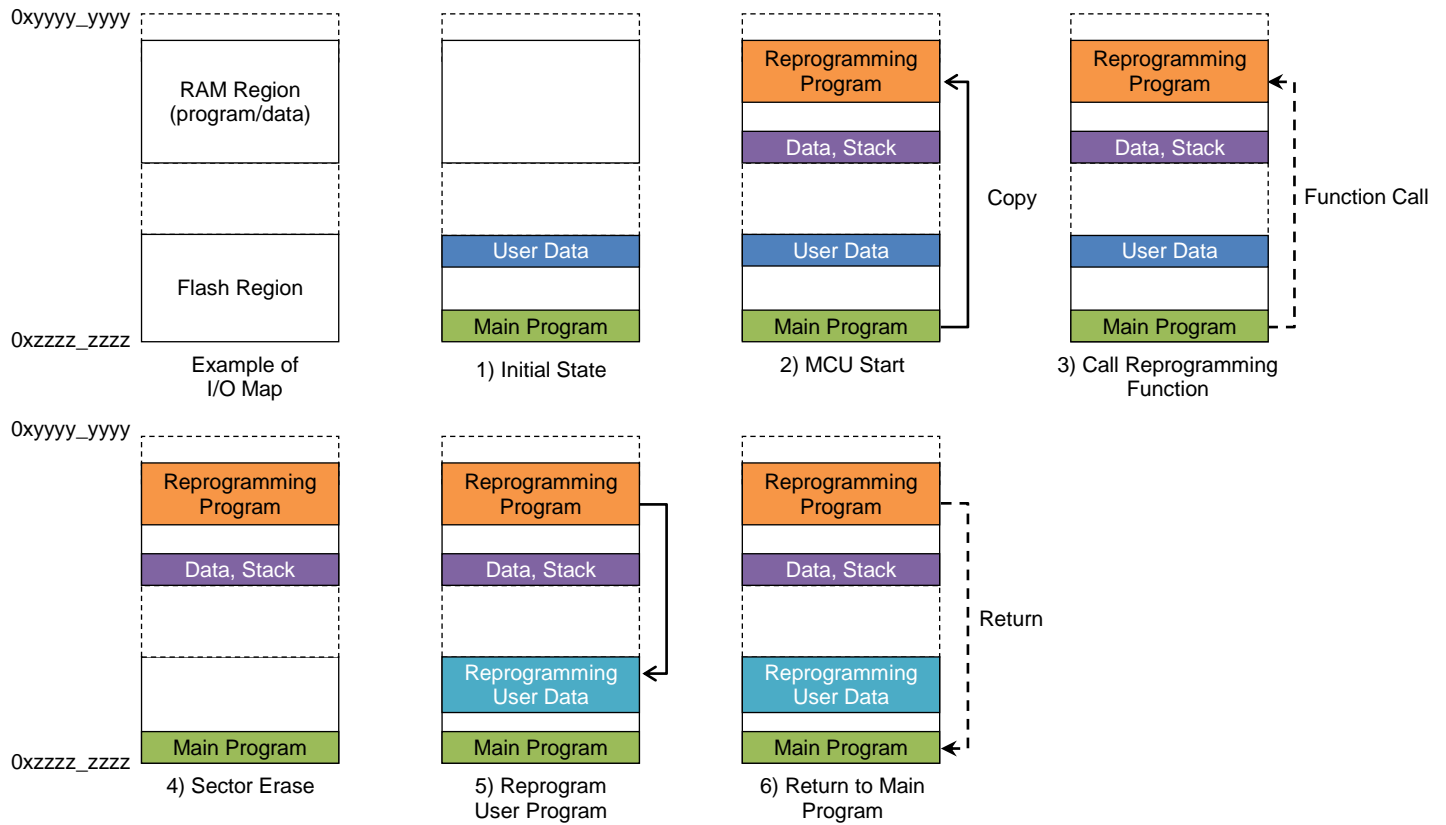 0xyyyy_yyyy
RAM Region
(program/data)
Flash Region
0xzzzz_zzzz
Example of
I/O Map
User Data
Main Program
1) Initial State
Reprogramming
Program
Data, Stack
User Data
Main Program
Copy
2) MCU Start
Reprogramming
Program
Data, Stack
User Data
Main Program
Function Call
3) Call Reprogramming
Function
0xyyyy_yyyy
Reprogramming
Program
Data, Stack
Main Program
0xzzzz_zzzz
4) Sector Erase
Reprogramming
Program
Data, Stack
Reprogramming
User Data
Main Program
5) Reprogram
User Program
Reprogramming
Program
Data, Stack
Reprogramming
User Data
Main Program
Return
6) Return to Main
Program